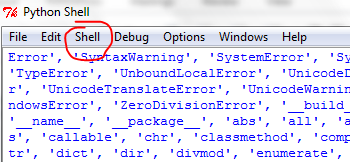 Python Shell
File Edit Shell Debug Options Windows Help
Error', 'SyntaxWarning', 'SystemError', 'Sy
'TypeError', 'UnboundLocalError', 'UnicodeD
r', 'UnicodeTranslateError', 'UnicodeWarnin
ndowsError', 'ZeroDivisionError', '__build_
'__name__', '__package__', 'abs', 'all', 'a
s', 'callable', 'chr', 'classmethod', 'comp
tr', 'dict', 'dir', 'divmod', 'enumerate',